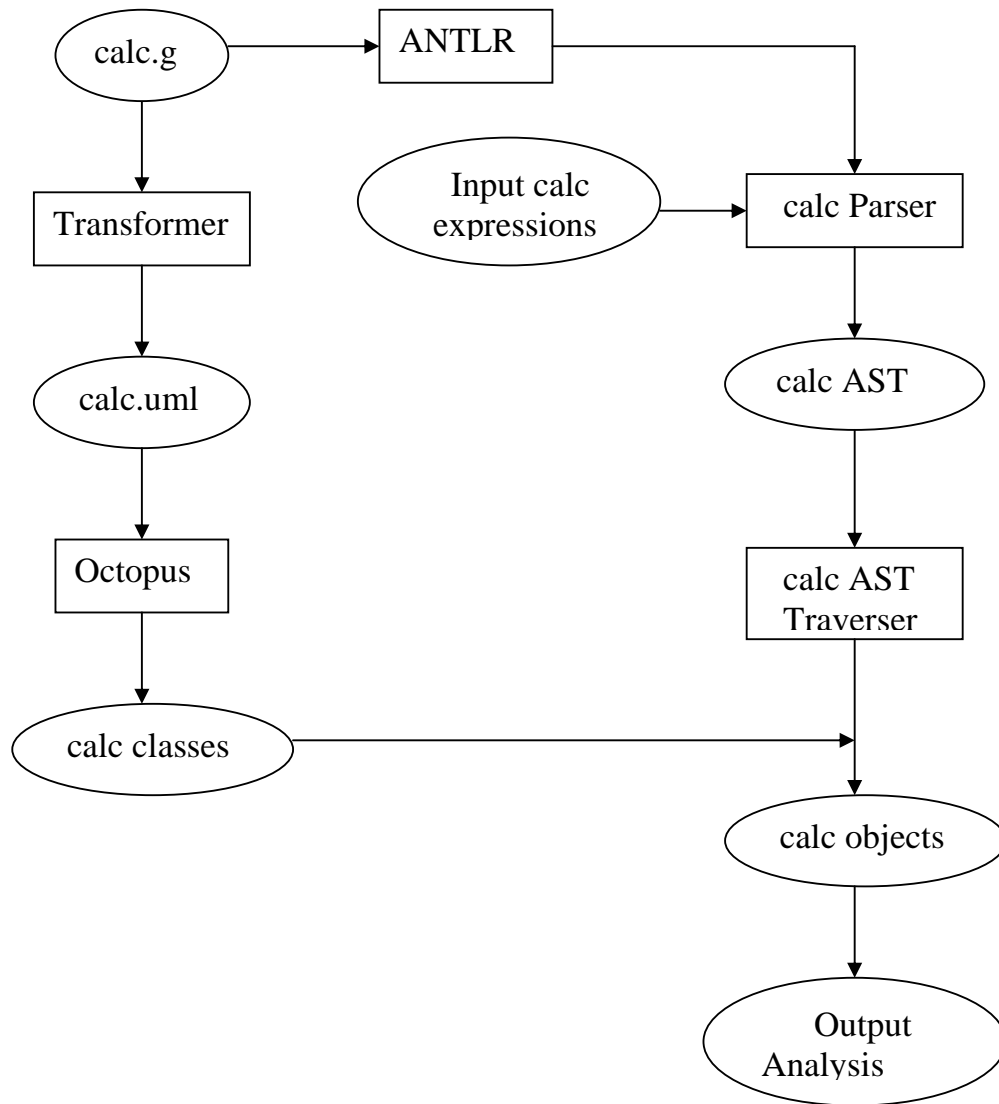 calc.g
ANTLR
Input calc
expressions
calc Parser
Transformer
calc.uml
calc AST
Octopus
calc AST
Traverser
calc classes
calc objects
Output
Analysis